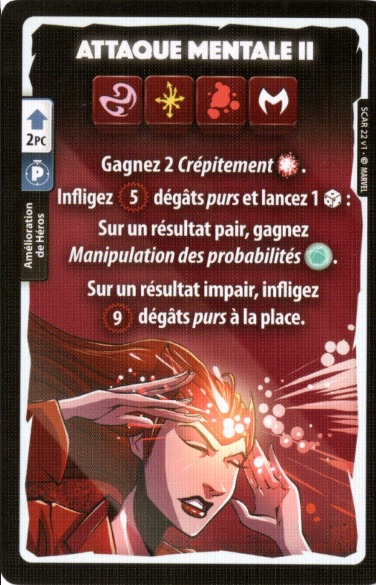 ATTAQUE MENTALE II
2PC
P
Amélioration
de Héros
SCAR 22 V1 - © MARVEL
Gagnez 2 Crépitement .
Infligez 5 dégâts purs et lancez 1 :
Sur un résultat pair, gagnez
Manipulation des probabilités .
Sur un résultat impair, infligez
9 dégâts purs à la place.